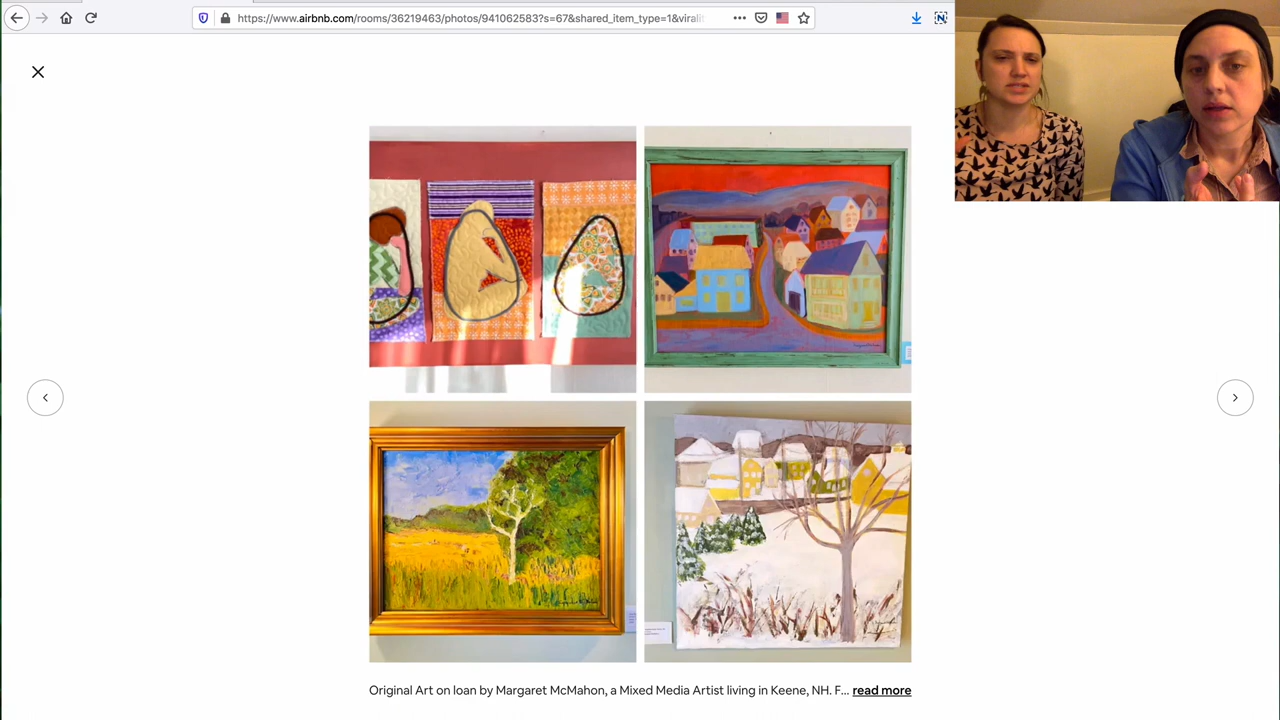 https://www.airbnb.com/rooms/36219463/photos/941062583?s=67&shared_item_type=1&virali
Original Art on loan by Margaret McMahon, a Mixed Media Artist living in Keene, NH. F... read more